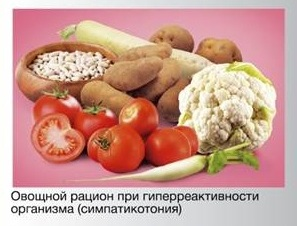 Овощной рацион при гиперреактивности
организма (симпатикотония)